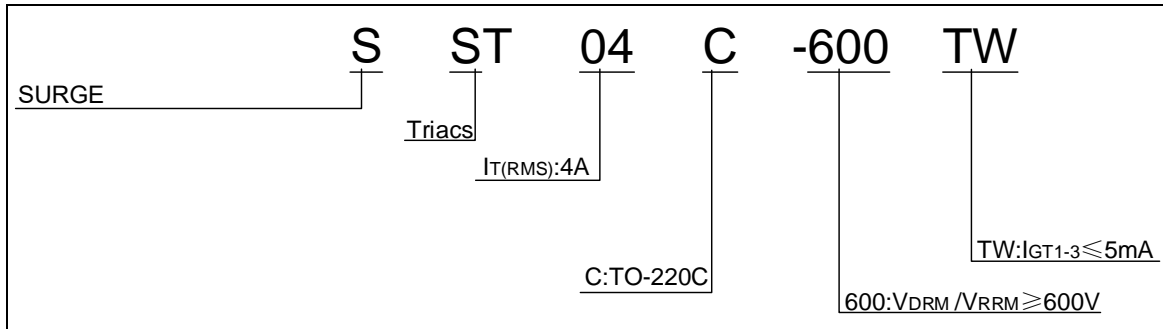 S ST 04 C -600 TW
SURGE
Triacs
IT(RMS):4A
TW:IGT1-3≤5mA
C:TO-220C
600:VDRM /VRRM≥600V